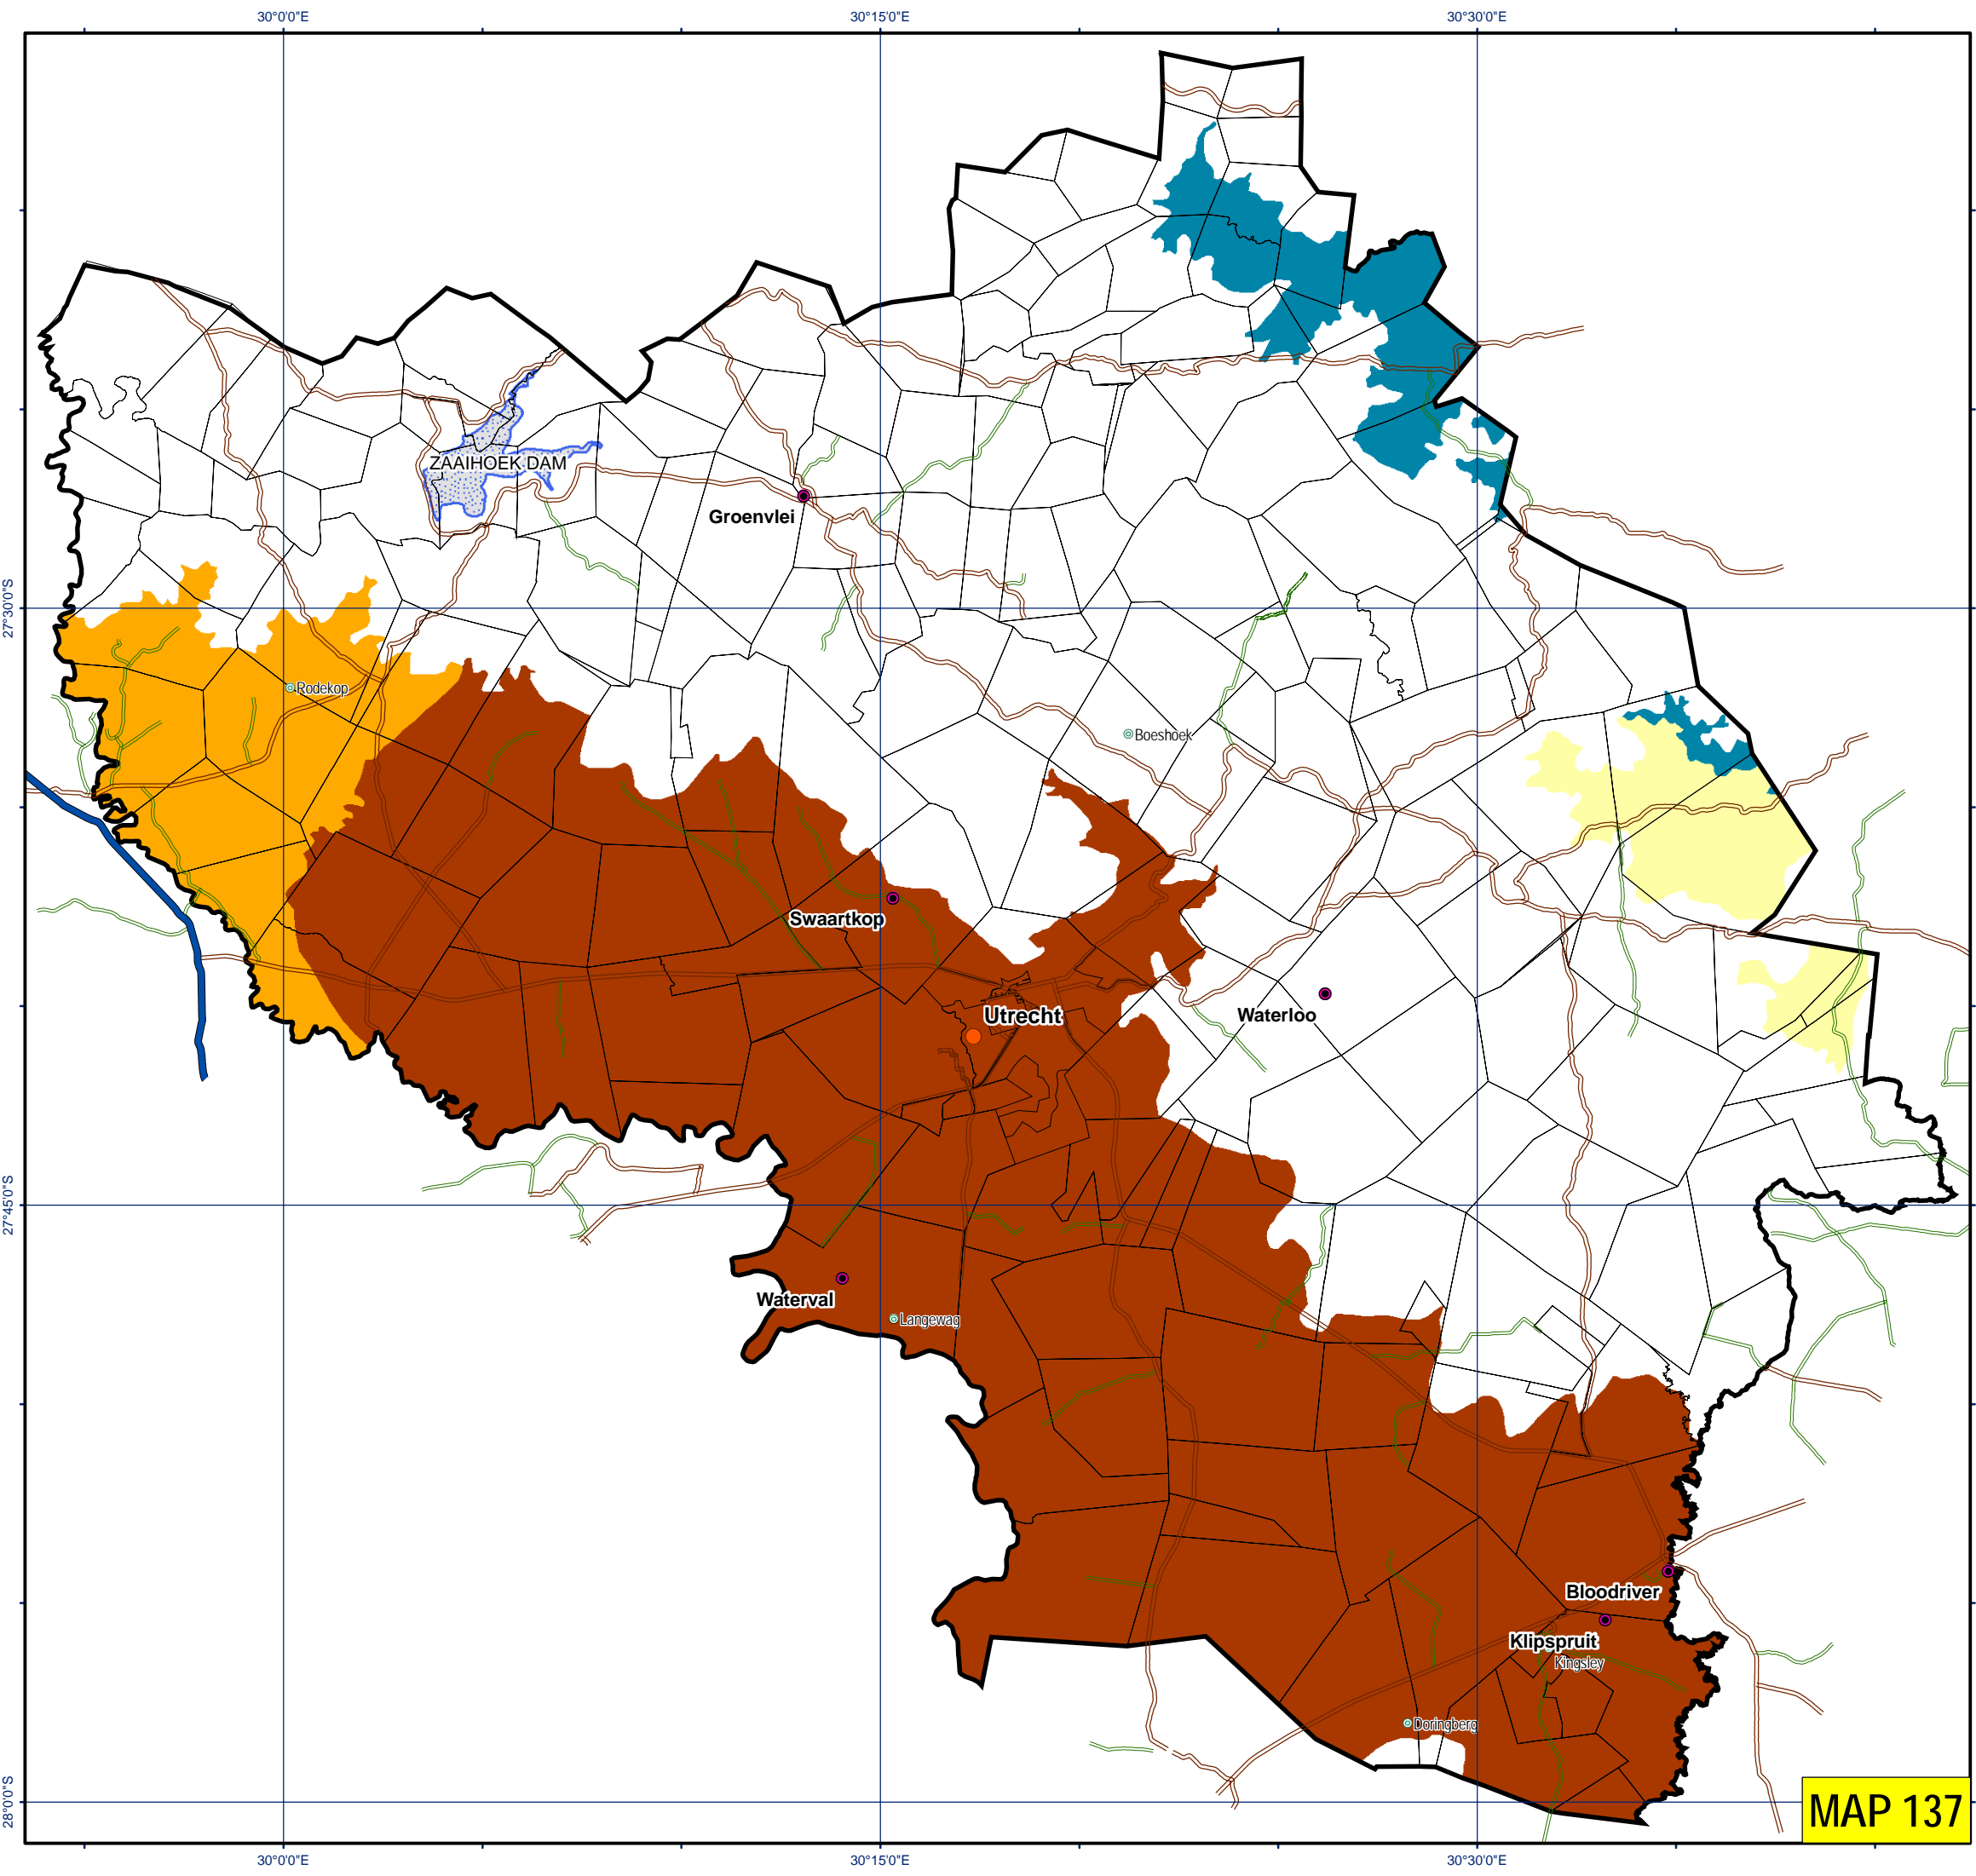 30°0'0"E
30°15'0"E
30°30'0"E
ZAAIHOEK DAM
Groenvlei
27°30'0"S
Rodekop
Boeshoek
Swaartkop
Utrecht
Waterloo
27°45'0"S
Waterval
Langewag
Bloodriver
Klipspruit
Kingsley
Doringberg
28°0'0"S
MAP 137
30°0'0"E
30°15'0"E
30°30'0"E